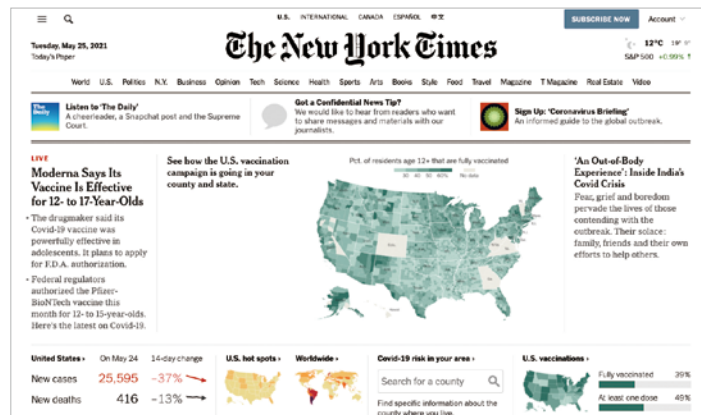 U.S. INTERNATIONAL CANADA ESPAÑOL 中文
SUBSCRIBE NOW
Account
Tuesday, May 25, 2021
Today's Paper
The New York Times
12°C 19°
S&P 500 +0.99% ↑
World U.S. Politics N.Y. Business Opinion Tech Science Health Sports Arts Books Style Food Travel Magazine T Magazine Real Estate Video
The Daily
Listen to 'The Daily'
A cheerleader, a Snapchat post and the Supreme
Court.
Got a Confidential News Tip?
We would like to hear from readers who want
to share messages and materials with our
journalists.
Sign Up: 'Coronavirus Briefing'
An informed guide to the global outbreak.
LIVE
Moderna Says Its
Vaccine Is Effective
for 12- to 17-Year-Olds
• The drugmaker said its
Covid-19 vaccine was
powerfully effective in
adolescents. It plans to apply
for F.D.A. authorization.
• Federal regulators
authorized the Pfizer-
BioNTech vaccine this
month for 12- to 15-year-olds.
Here's the latest on Covid-19.
See how the U.S. vaccination
campaign is going in your
county and state.
Pct. of residents age 12+ that are fully vaccinated
30 40 50 60%
No data
'An Out-of-Body
Experience': Inside India's
Covid Crisis
Fear, grief and boredom
pervade the lives of those
contending with the
outbreak. Their solace:
family, friends and their own
efforts to help others.
United States › On May 24 14-day change
New cases 25,595 –37%
New deaths 416 –13%
U.S. hot spots ›
Worldwide ›
Covid-19 risk in your area ›
Search for a county
Find specific information about the
county where you live.
U.S. vaccinations ›
Fully vaccinated 39%
At least one dose 49%